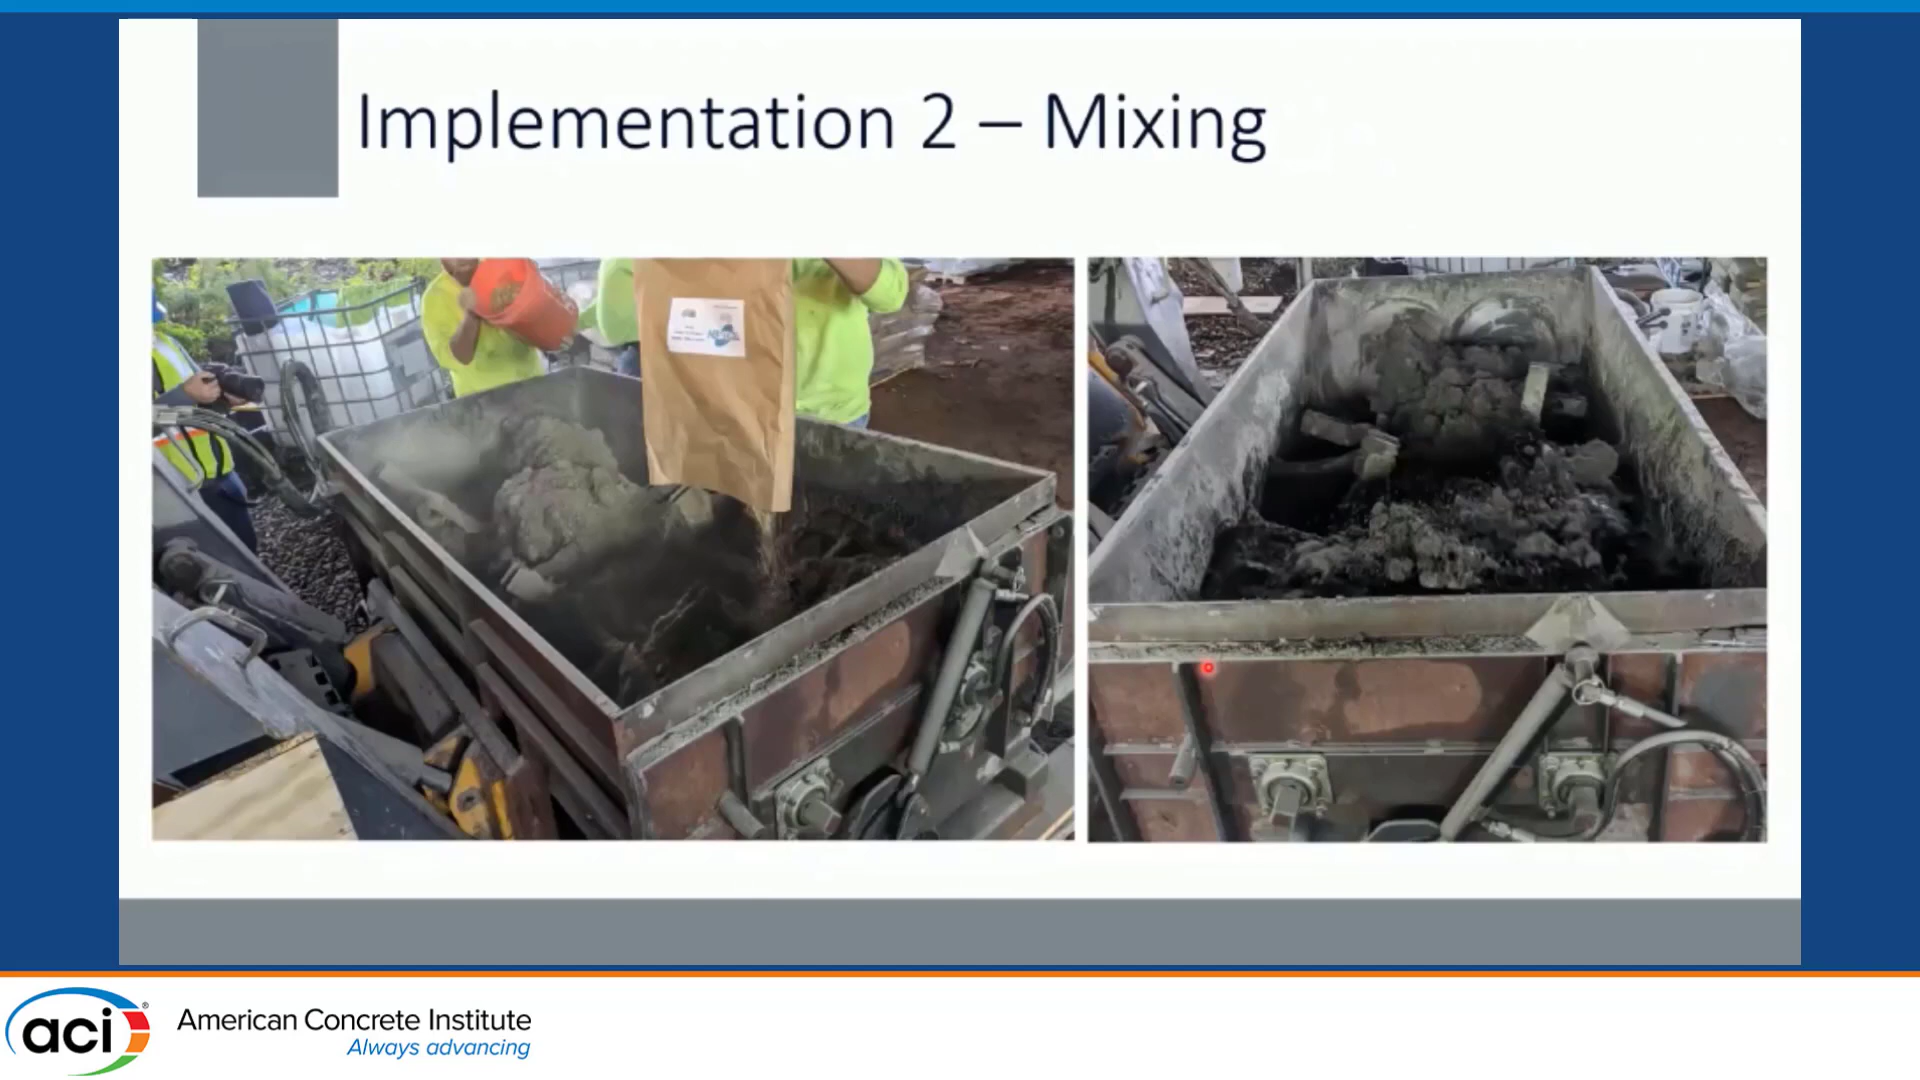 Implementation 2 – Mixing
aci®
American Concrete Institute
Always advancing